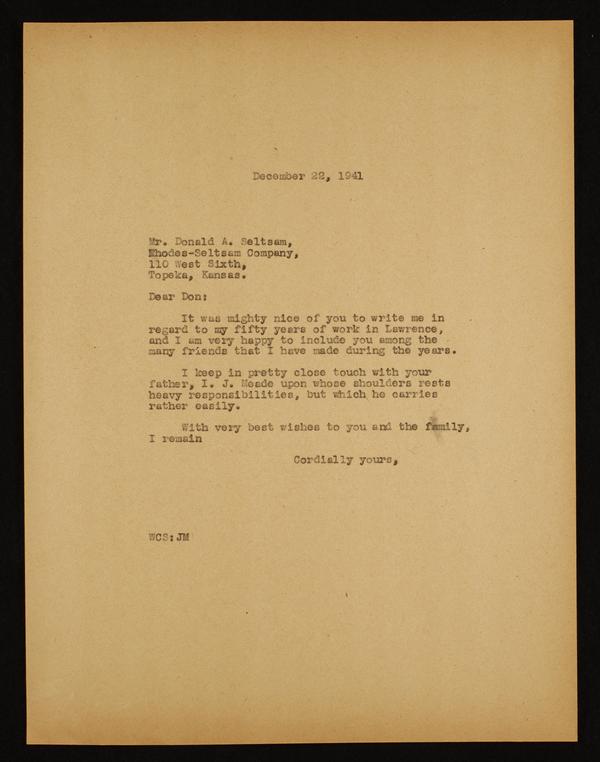 December 22, 1941
Mr. Donald A. Seltsam,
Rhodes-Seltsam Company,
110 West Sixth,
Topeka, Kansas.
Dear Don:
It was mighty nice of you to write me in
regard to my fifty years of work in Lawrence,
and I am very happy to include you among the
many friends that I have made during the years.
I keep in pretty close touch with your
father, I. J. Meade upon whose shoulders rests
heavy responsibilities, but which he carries
rather easily.
With very best wishes to you and the family,
I remain
Cordially yours,
WCS:JM